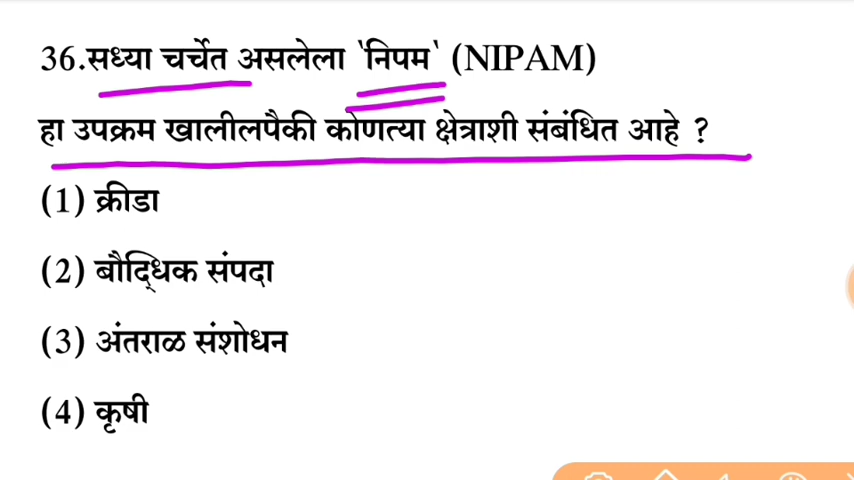 36.सध्या चर्चेत असलेला 'निपम' (NIPAM)
हा उपक्रम खालीलपैकी कोणत्या क्षेत्राशी संबंधित आहे ?
(1) क्रीडा
(2) बौद्धिक संपदा
(3) अंतराळ संशोधन
(4) कृषी